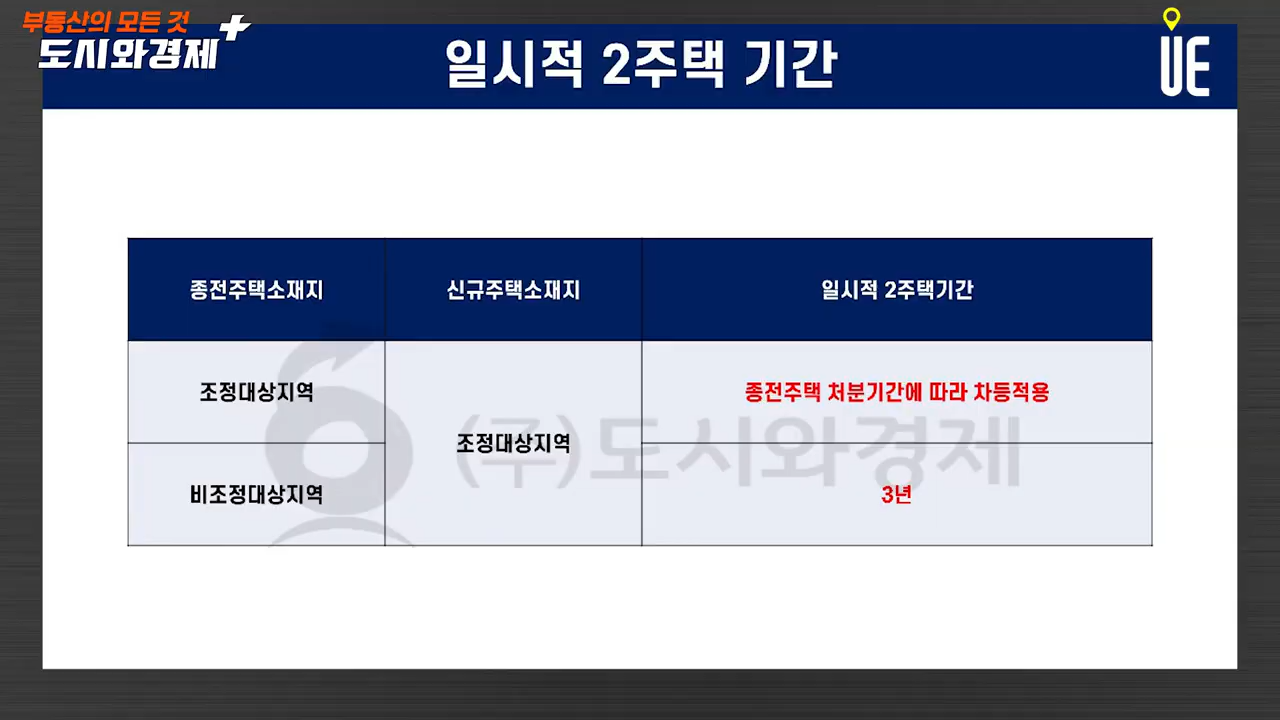 부동산의 모든 것
도시와경제+
일시적 2주택 기간
UE
종전주택소재지
신규주택소재지
일시적 2주택기간
조정대상지역
조정대상지역
종전주택 처분기간에 따라 차등적용
비조정대상지역
3년
(주)도시와경제